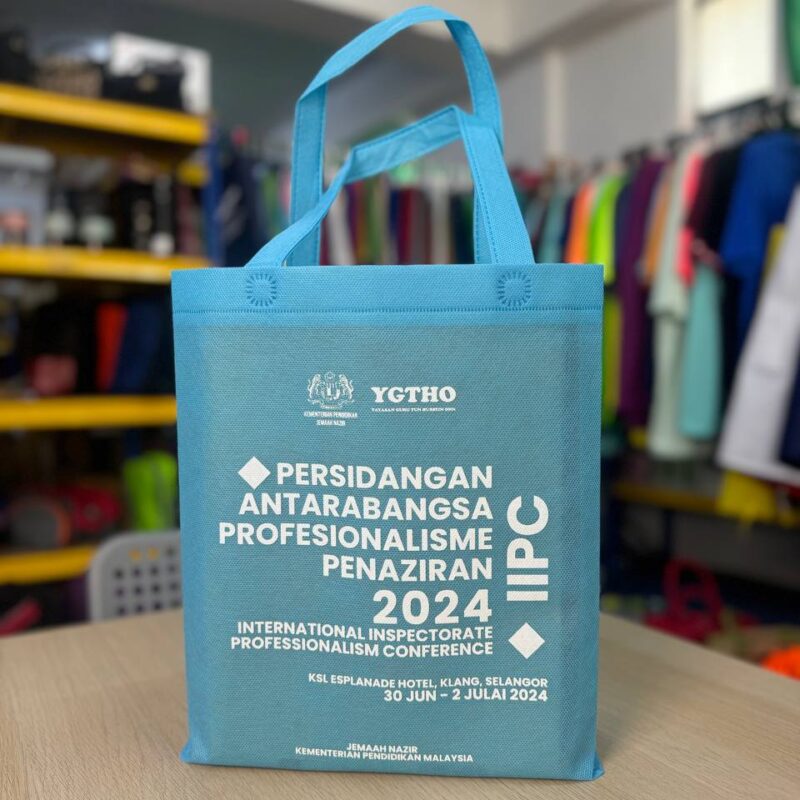 KEMENTERIAN PENDIDIKAN
JEMAAH NAZIR
YGTHO
YAYASAN GURU TUN HUSSEIN ONN
PERSIDANGAN
ANTARABANGSA
PROFESIONALISME
PENAZIRAN
2024
INTERNATIONAL INSPECTORATE
PROFESSIONALISM CONFERENCE
IIPC
KSL ESPLANADE HOTEL, KLANG, SELANGOR
30 JUN - 2 JULAI 2024
JEMAAH NAZIR
KEMENTERIAN PENDIDIKAN MALAYSIA